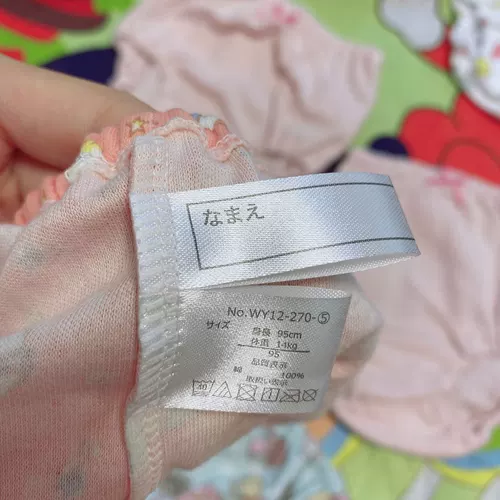 なまえ
No.WY12-270-⑤
サイズ 身長 95cm
体重 14kg
95
品質表示
綿 100%
取扱い表示